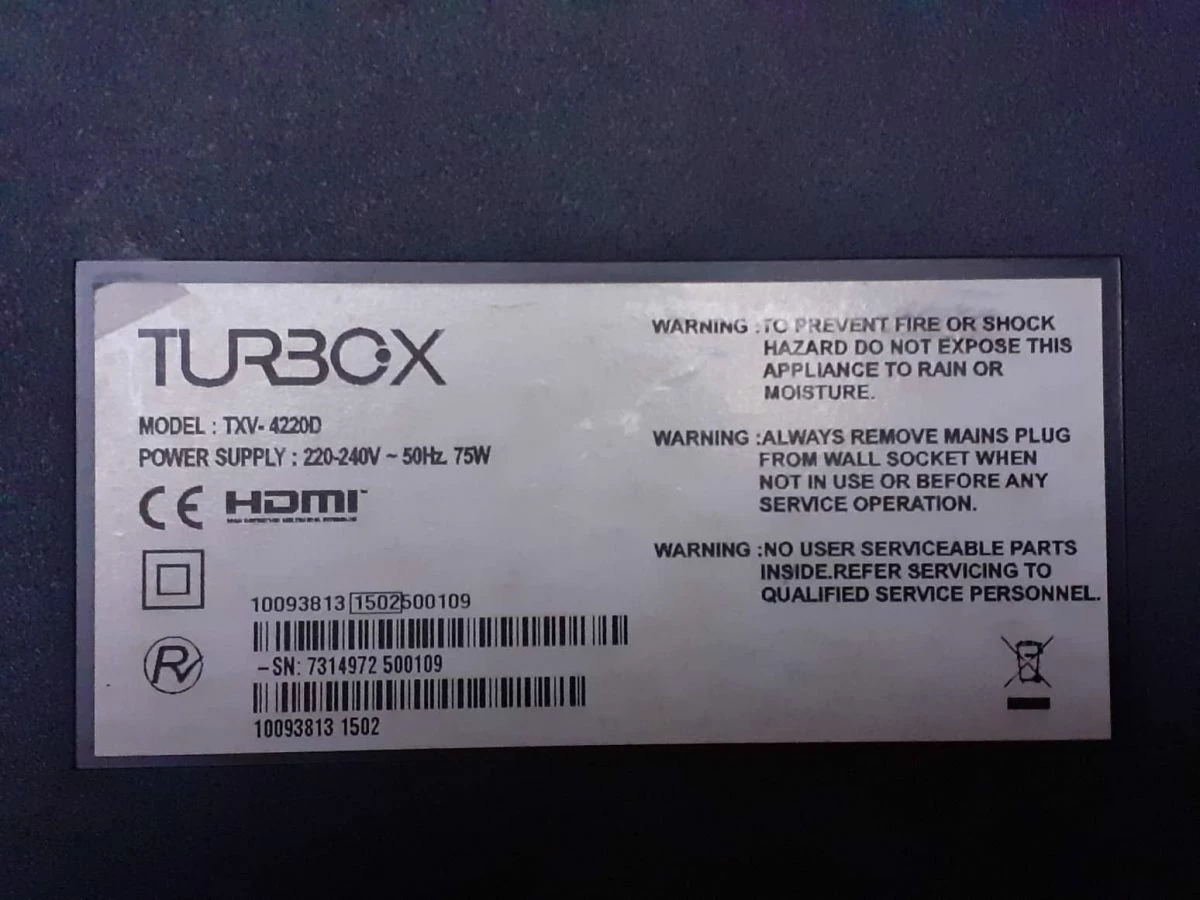 TURBOX
MODEL : TXV- 4220D
POWER SUPPLY : 220-240V ~ 50Hz. 75W
CE HDMI™
10093813 1502500109
-SN: 7314972 500109
10093813 1502
WARNING :TO PREVENT FIRE OR SHOCK
HAZARD DO NOT EXPOSE THIS
APPLIANCE TO RAIN OR
MOISTURE.
WARNING :ALWAYS REMOVE MAINS PLUG
FROM WALL SOCKET WHEN
NOT IN USE OR BEFORE ANY
SERVICE OPERATION.
WARNING :NO USER SERVICEABLE PARTS
INSIDE.REFER SERVICING TO
QUALIFIED SERVICE PERSONNEL.